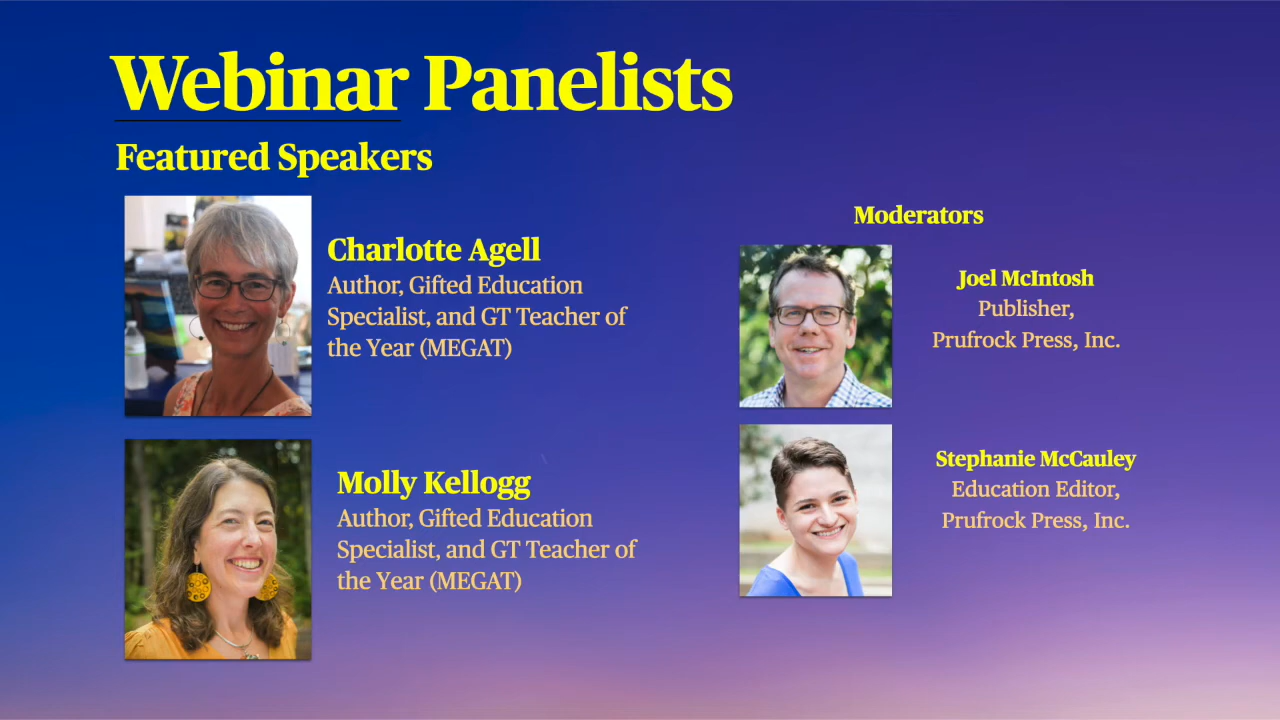 Webinar Panelists
Featured Speakers
Charlotte Agell
Author, Gifted Education
Specialist, and GT Teacher of
the Year (MEGAT)
Molly Kellogg
Author, Gifted Education
Specialist, and GT Teacher of
the Year (MEGAT)
Moderators
Joel McIntosh
Publisher,
Prufrock Press, Inc.
Stephanie McCauley
Education Editor,
Prufrock Press, Inc.